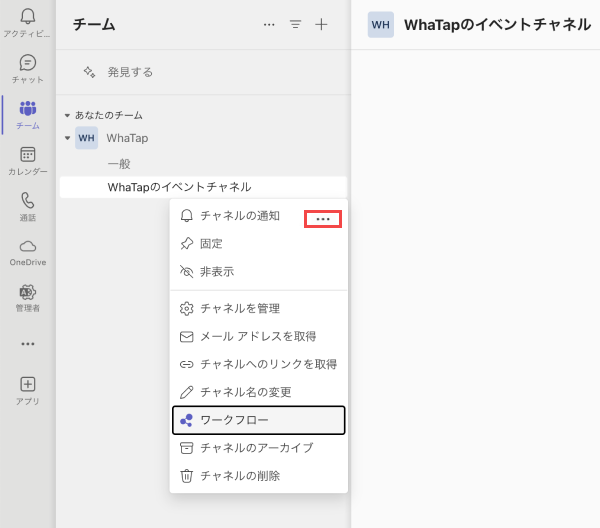 アクティビ...
チャット
チーム
カレンダー
通話
OneDrive
管理者
アプリ
チーム
発見する
あなたのチーム
WH WhaTap
一般
WhaTapのイベントチャネル
チャネルの通知
固定
非表示
チャネルを管理
メール アドレスを取得
チャネルへのリンクを取得
チャネル名の変更
ワークフロー
チャネルのアーカイブ
チャネルの削除
WH WhaTapのイベントチャネル